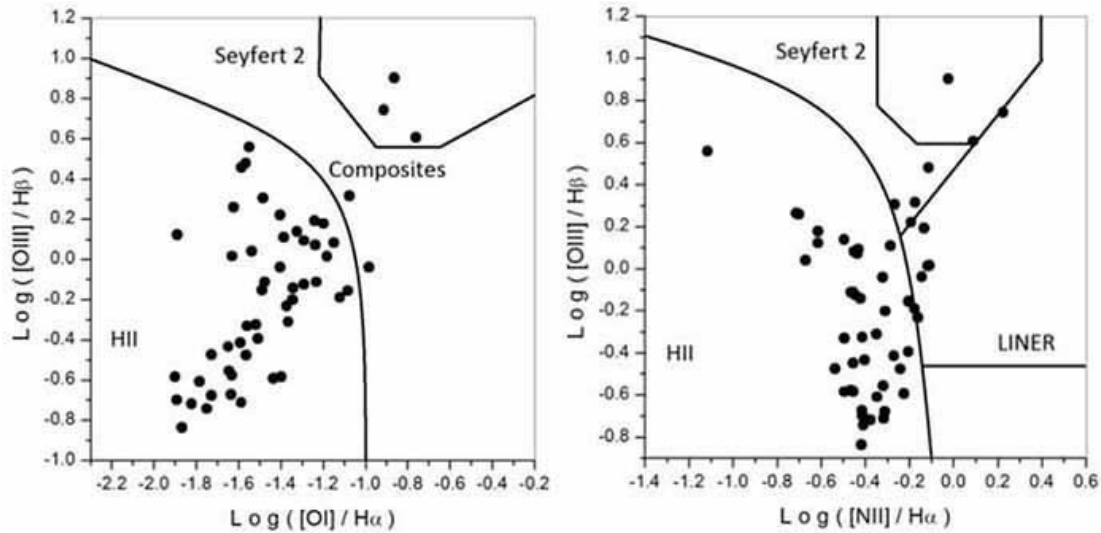 1.2
1.0
0.8
0.6
0.4
0.2
0.0
-0.2
-0.4
-0.6
-0.8
-1.0
Log ([OIII] / Hβ)
Seyfert 2
Composites
HII
-2.2 -2.0 -1.8 -1.6 -1.4 -1.2 -1.0 -0.8 -0.6 -0.4 -0.2
Log ([OI] / Hα)
1.2
1.0
0.8
0.6
0.4
0.2
0.0
-0.2
-0.4
-0.6
-0.8
Log ([OIII] / Hβ)
Seyfert 2
LINER
HII
-1.4 -1.2 -1.0 -0.8 -0.6 -0.4 -0.2 0.0 0.2 0.4 0.6
Log ([NII] / Hα)